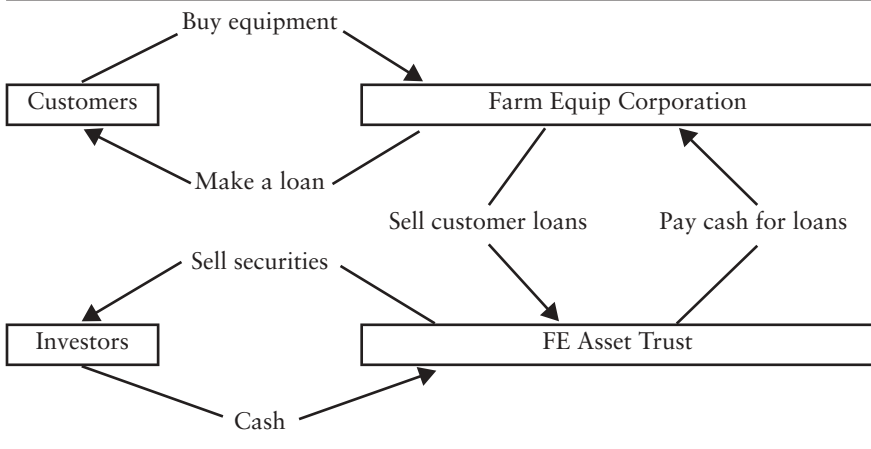 Buy equipment
Customers
Farm Equip Corporation
Make a loan
Sell customer loans
Pay cash for loans
Sell securities
Investors
FE Asset Trust
Cash